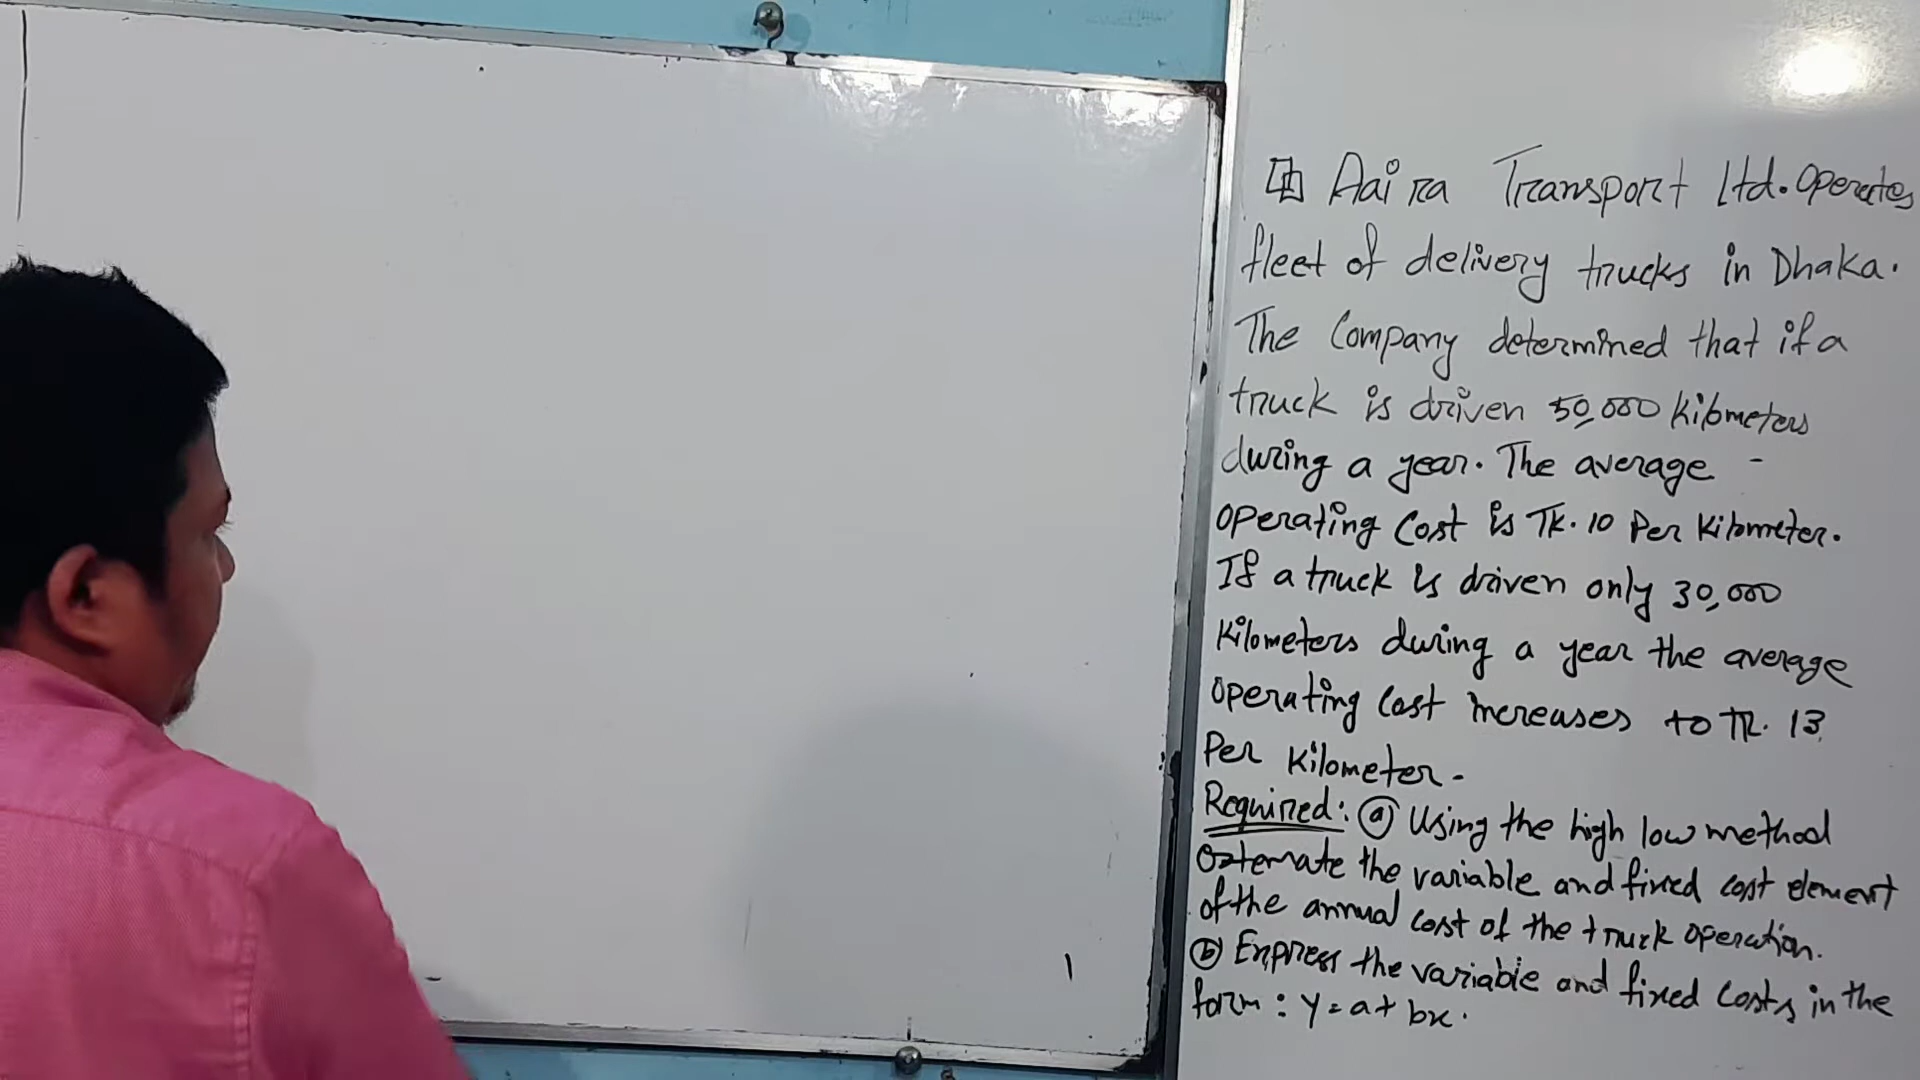 Aaira Transport Ltd. Operates
fleet of delivery trucks in Dhaka.
The Company determined that if a
truck is driven 50,000 kilometers
during a year. The average -
operating Cost is Tk. 10 Per Kilometer.
If a truck is driven only 30,000
Kilometers during a year the average
operating Cost increases to TK. 13
Per Kilometer -
Required: (a) Using the high low method
the variable and fixed cost element
of the annual cost of the truck operation.
(b) Express the variable and fixed Costs in the
form : y = a + bx.